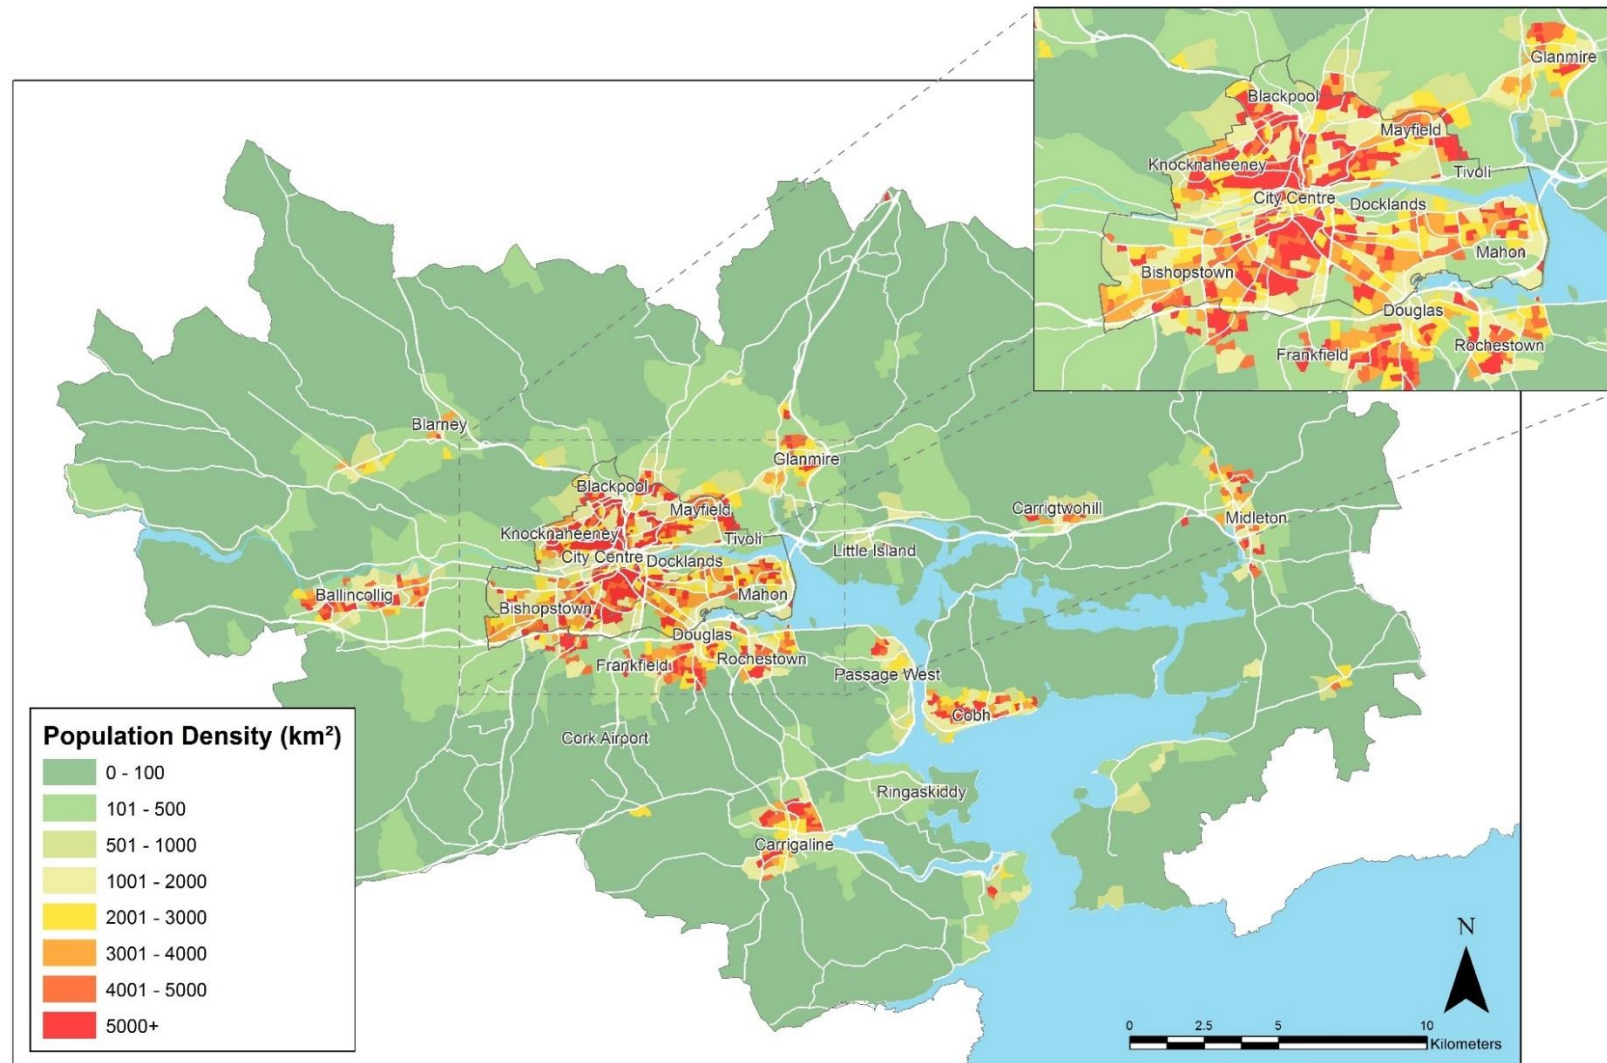 Glanmire
Blackpool
Mayfield
Knocknaheeney
Tivoli
City Centre
Docklands
Mahon
Bishopstown
Douglas
Rochestown
Frankfield
Blarney
Glanmire
Blackpool
Mayfield
Carrigtwohill
Midleton
Knocknaheeney
Tivoli
Little Island
City Centre
Docklands
Ballincollig
Mahon
Bishopstown
Douglas
Rochestown
Frankfield
Passage West
Cobh
Cork Airport
Ringaskiddy
Carrigaline
Population Density (km²)
0 - 100
101 - 500
501 - 1000
1001 - 2000
2001 - 3000
3001 - 4000
4001 - 5000
5000+
N
0 2.5 5 10
Kilometers